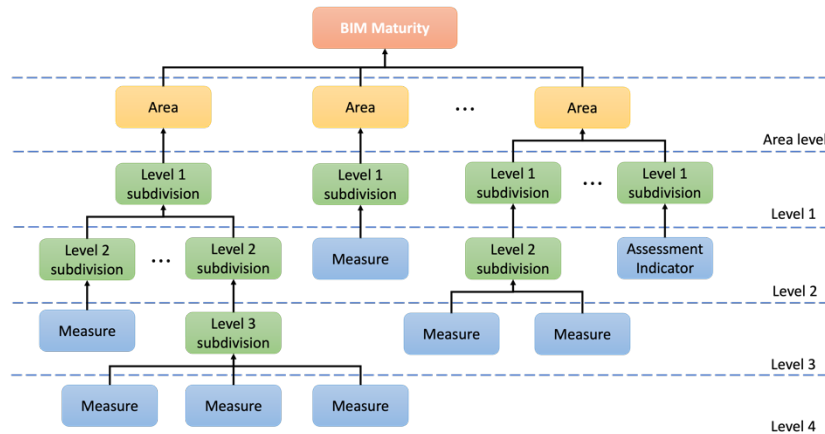 BIM Maturity
Area
Area
...
Area
Area level
Level 1
subdivision
Level 1
subdivision
Level 1
subdivision
...
Level 1
subdivision
Level 1
Level 2
subdivision
...
Level 2
subdivision
Measure
Level 2
subdivision
Assessment
Indicator
Level 2
Measure
Level 3
subdivision
Measure
Measure
Level 3
Measure
Measure
Measure
Level 4